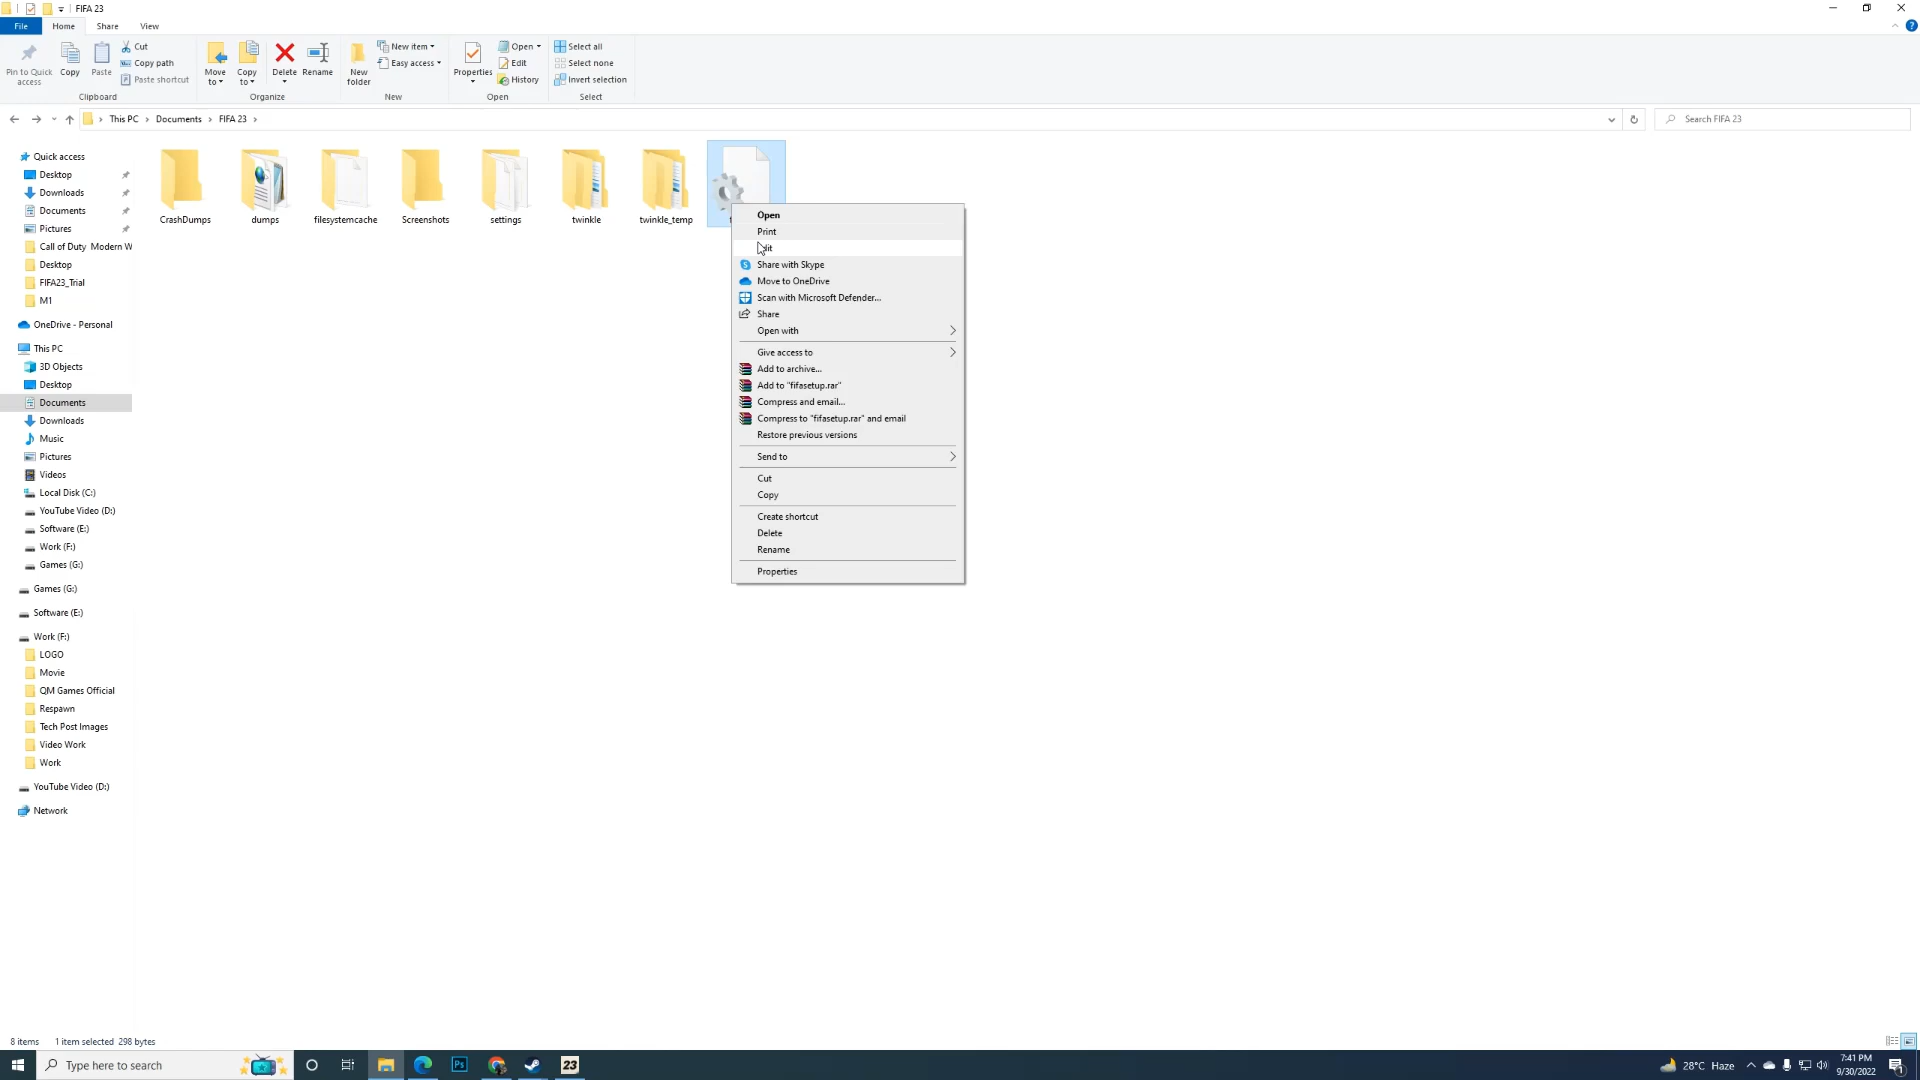 FIFA 23
File
Home
Share
View
Pin to Quick
access
Copy
Paste
Cut
Copy path
Paste shortcut
Clipboard
Move
to
Copy
to
Delete
Rename
Organize
New
folder
New item
Easy access
New
Properties
Open
Edit
History
Open
Select all
Select none
Invert selection
Select
This PC
Documents
FIFA 23
Search FIFA 23
Quick access
Desktop
Downloads
Documents
Pictures
Call of Duty Modern W
Desktop
FIFA23_Trial
M1
OneDrive - Personal
This PC
3D Objects
Desktop
Documents
Downloads
Music
Pictures
Videos
Local Disk (C:)
YouTube Video (D:)
Software (E:)
Work (F:)
Games (G:)
Games (G:)
Software (E:)
Work (F:)
LOGO
Movie
QM Games Official
Respawn
Tech Post Images
Video Work
Work
YouTube Video (D:)
Network
CrashDumps
dumps
filesystemcache
Screenshots
settings
twinkle
twinkle_temp
Open
Print
Share with Skype
Move to OneDrive
Scan with Microsoft Defender...
Share
Open with
Give access to
Add to archive...
Add to "fifasetup.rar"
Compress and email...
Compress to "fifasetup.rar" and email
Restore previous versions
Send to
Cut
Copy
Create shortcut
Delete
Rename
Properties
8 items
1 item selected 298 bytes
Type here to search
Ps
23
28°C Haze
7:41 PM
9/30/2022
1